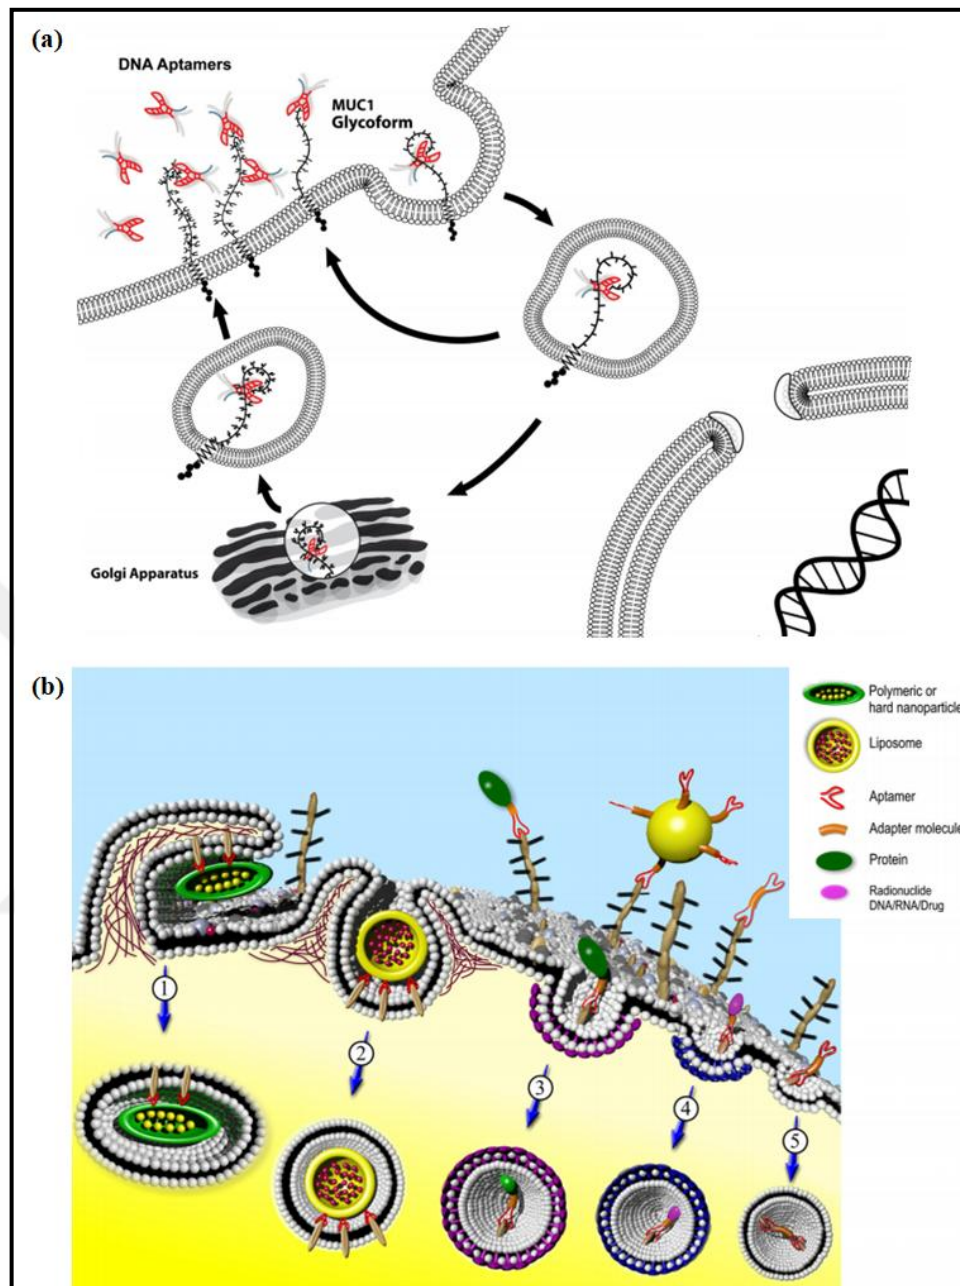 (a)
DNA Aptamers
MUC1
Glycoform
Golgi Apparatus
(b)
Polymeric or
hard nanoparticle
Liposome
Aptamer
Adapter molecule
Protein
Radionuclide
DNA/RNA/Drug
1
2
3
4
5